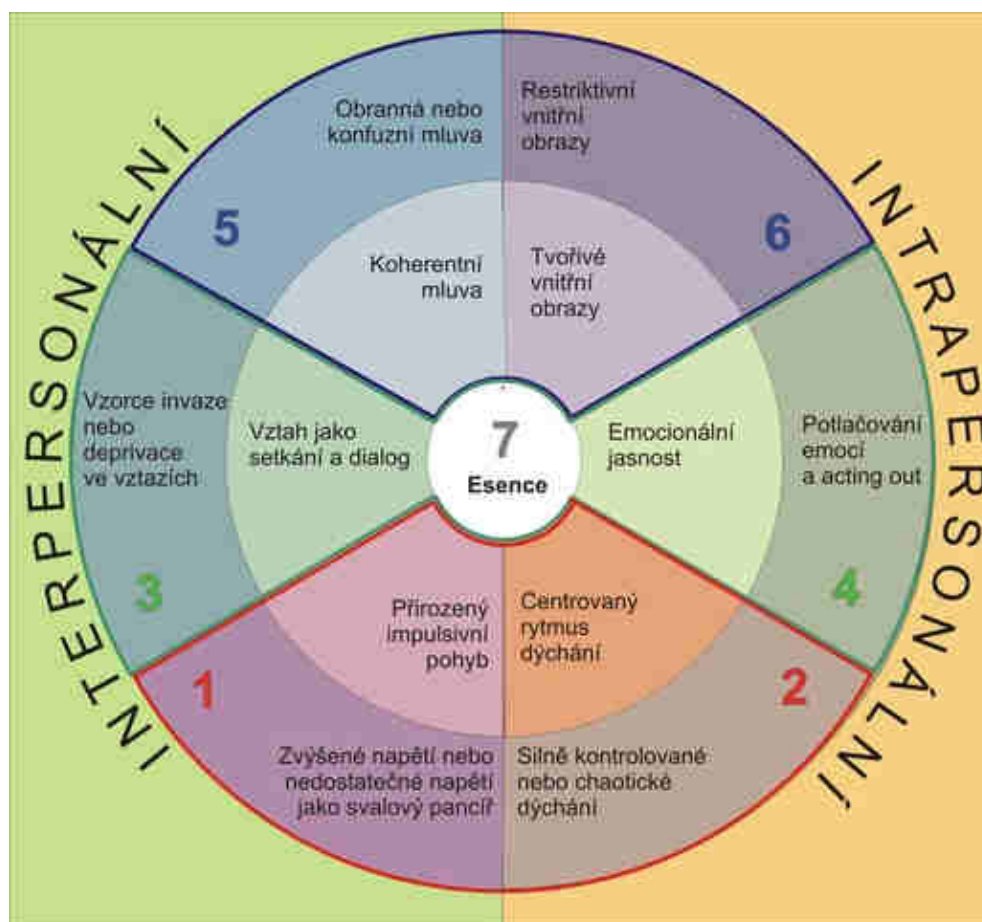 INTERPERSONÁLNÍ
INTRAPERSONÁLNÍ
Obranná nebo
konfuzní mluva
Restriktivní
vnitřní
obrazy
5
6
Koherentní
mluva
Tvořivé
vnitřní
obrazy
Vzorce invaze
nebo
deprivace
ve vztazích
Vztah jako
setkání a dialog
7
Esence
Emocionální
jasnost
Potlačování
emocí
a acting out
3
4
Přirozený
impulsivní
pohyb
Centrovaný
rytmus
dýchání
1
2
Zvýšené napětí nebo
nedostatečné napětí
jako svalový pancíř
Silně kontrolované
nebo chaotické
dýchání